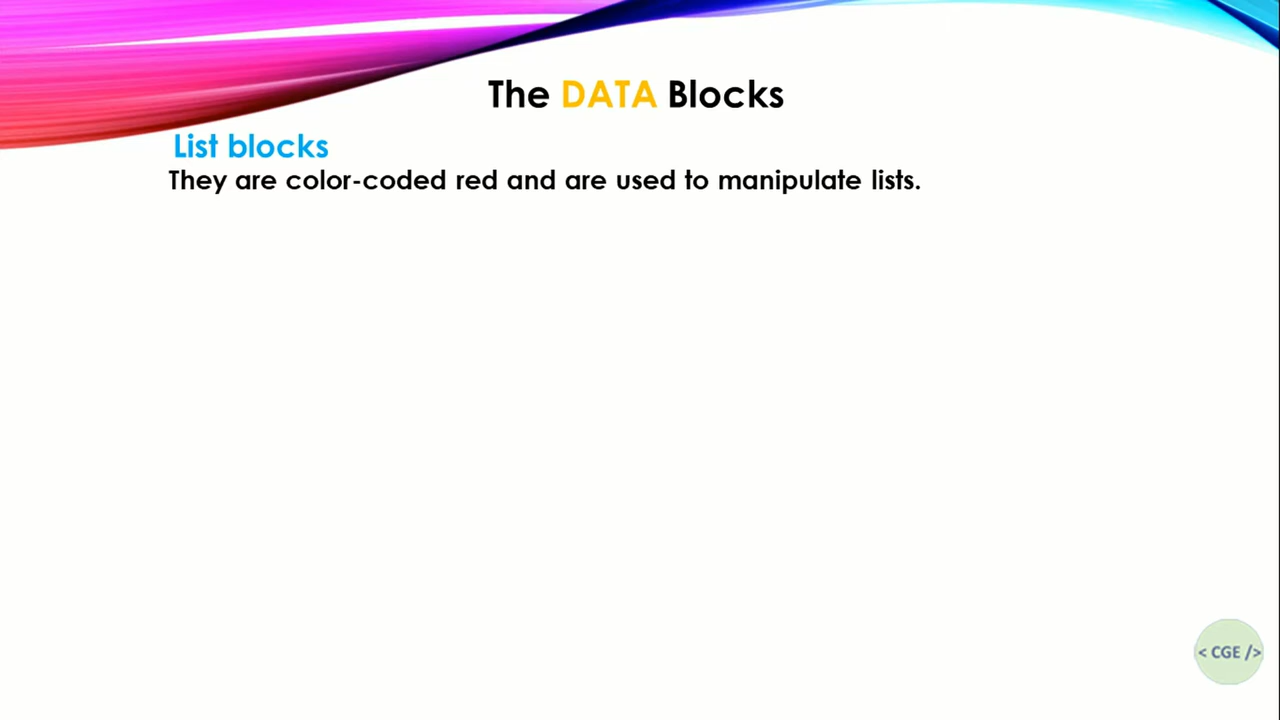 The DATA Blocks
List blocks
They are color-coded red and are used to manipulate lists.
< CGE />